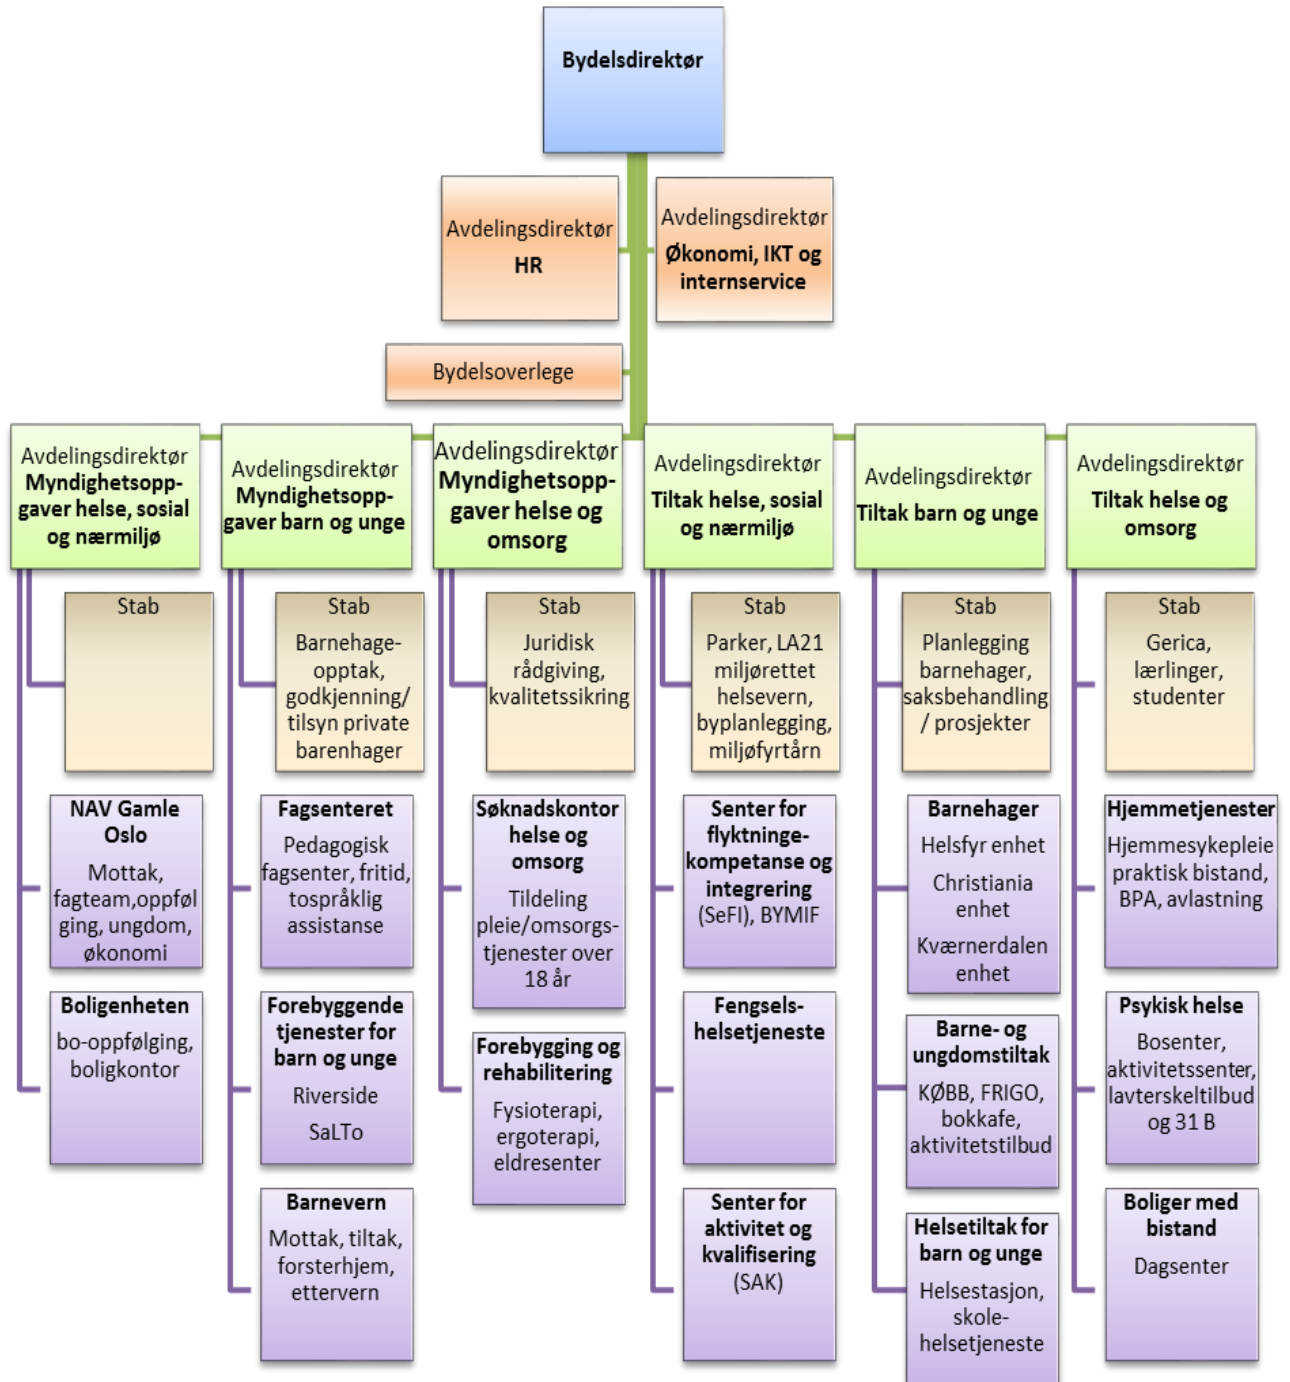 Bydelsdirektør
Avdelingsdirektør
HR
Avdelingsdirektør
Økonomi, IKT og
internservice
Bydelsoverlege
Avdelingsdirektør
Myndighetsopp-
gaver helse, sosial
og nærmiljø
Avdelingsdirektør
Myndighetsopp-
gaver barn og unge
Avdelingsdirektør
Myndighetsopp-
gaver helse og
omsorg
Avdelingsdirektør
Tiltak helse, sosial
og nærmiljø
Avdelingsdirektør
Tiltak barn og unge
Avdelingsdirektør
Tiltak helse og
omsorg
Stab
Stab
Barnehage-
opptak,
godkjenning/
tilsyn private
barenhager
Stab
Juridisk
rådgiving,
kvalitetssikring
Stab
Parker, LA21
miljørettet
helsevern,
byplanlegging,
miljøfyrtårn
Stab
Planlegging
barnehager,
saksbehandling
/ prosjekter
Stab
Gerica,
lærlinger,
studenter
NAV Gamle
Oslo
Mottak,
fagteam,oppføl
ging, ungdom,
økonomi
Fagsenteret
Pedagogisk
fagsenter, fritid,
tospråklig
assistanse
Søknadskontor
helse og
omsorg
Tildeling
pleie/omsorgs-
tjenester over
18 år
Senter for
flyktninge-
kompetanse og
integrering
(SeFI), BYMIF
Barnehager
Helsfyr enhet
Christiania
enhet
Kværnerdalen
enhet
Hjemmetjenester
Hjemmesykepleie
praktisk bistand,
BPA, avlastning
Boligenheten
bo-oppfølging,
boligkontor
Forebyggende
tjenester for
barn og unge
Riverside
SaLTo
Forebygging og
rehabilitering
Fysioterapi,
ergoterapi,
eldresenter
Fengsels-
helsetjeneste
Barne- og
ungdomstiltak
KØBB, FRIGO,
bokkafe,
aktivitetstilbud
Psykisk helse
Bosenter,
aktivitetssenter,
lavterskeltilbud
og 31 B
Barnevern
Mottak, tiltak,
forsterhjem,
ettervern
Senter for
aktivitet og
kvalifisering
(SAK)
Helsetiltak for
barn og unge
Helsestasjon,
skole-
helsetjeneste
Boliger med
bistand
Dagsenter